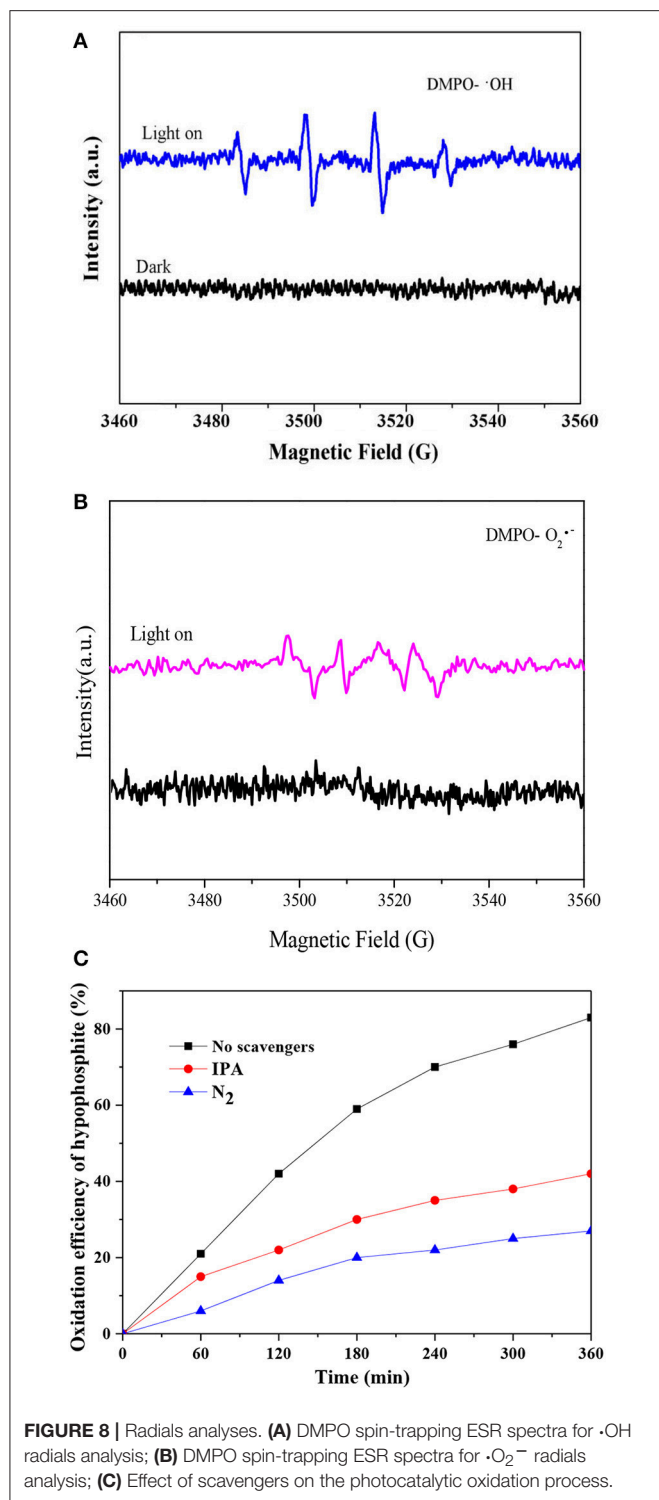 A
DMPO- ·OH
Light on
Dark
Intensity (a.u.)
3460 3480 3500 3520 3540 3560
Magnetic Field (G)
B
DMPO- O₂•-
Light on
Intensity(a.u.)
3460 3480 3500 3520 3540 3560
Magnetic Field (G)
C
Oxidation efficiency of hypophosphite (%)
80
60
40
20
0
No scavengers
IPA
N₂
0 60 120 180 240 300 360
Time (min)
FIGURE 8 | Radials analyses. (A) DMPO spin-trapping ESR spectra for ·OH
radials analysis; (B) DMPO spin-trapping ESR spectra for ·O₂⁻ radials
analysis; (C) Effect of scavengers on the photocatalytic oxidation process.